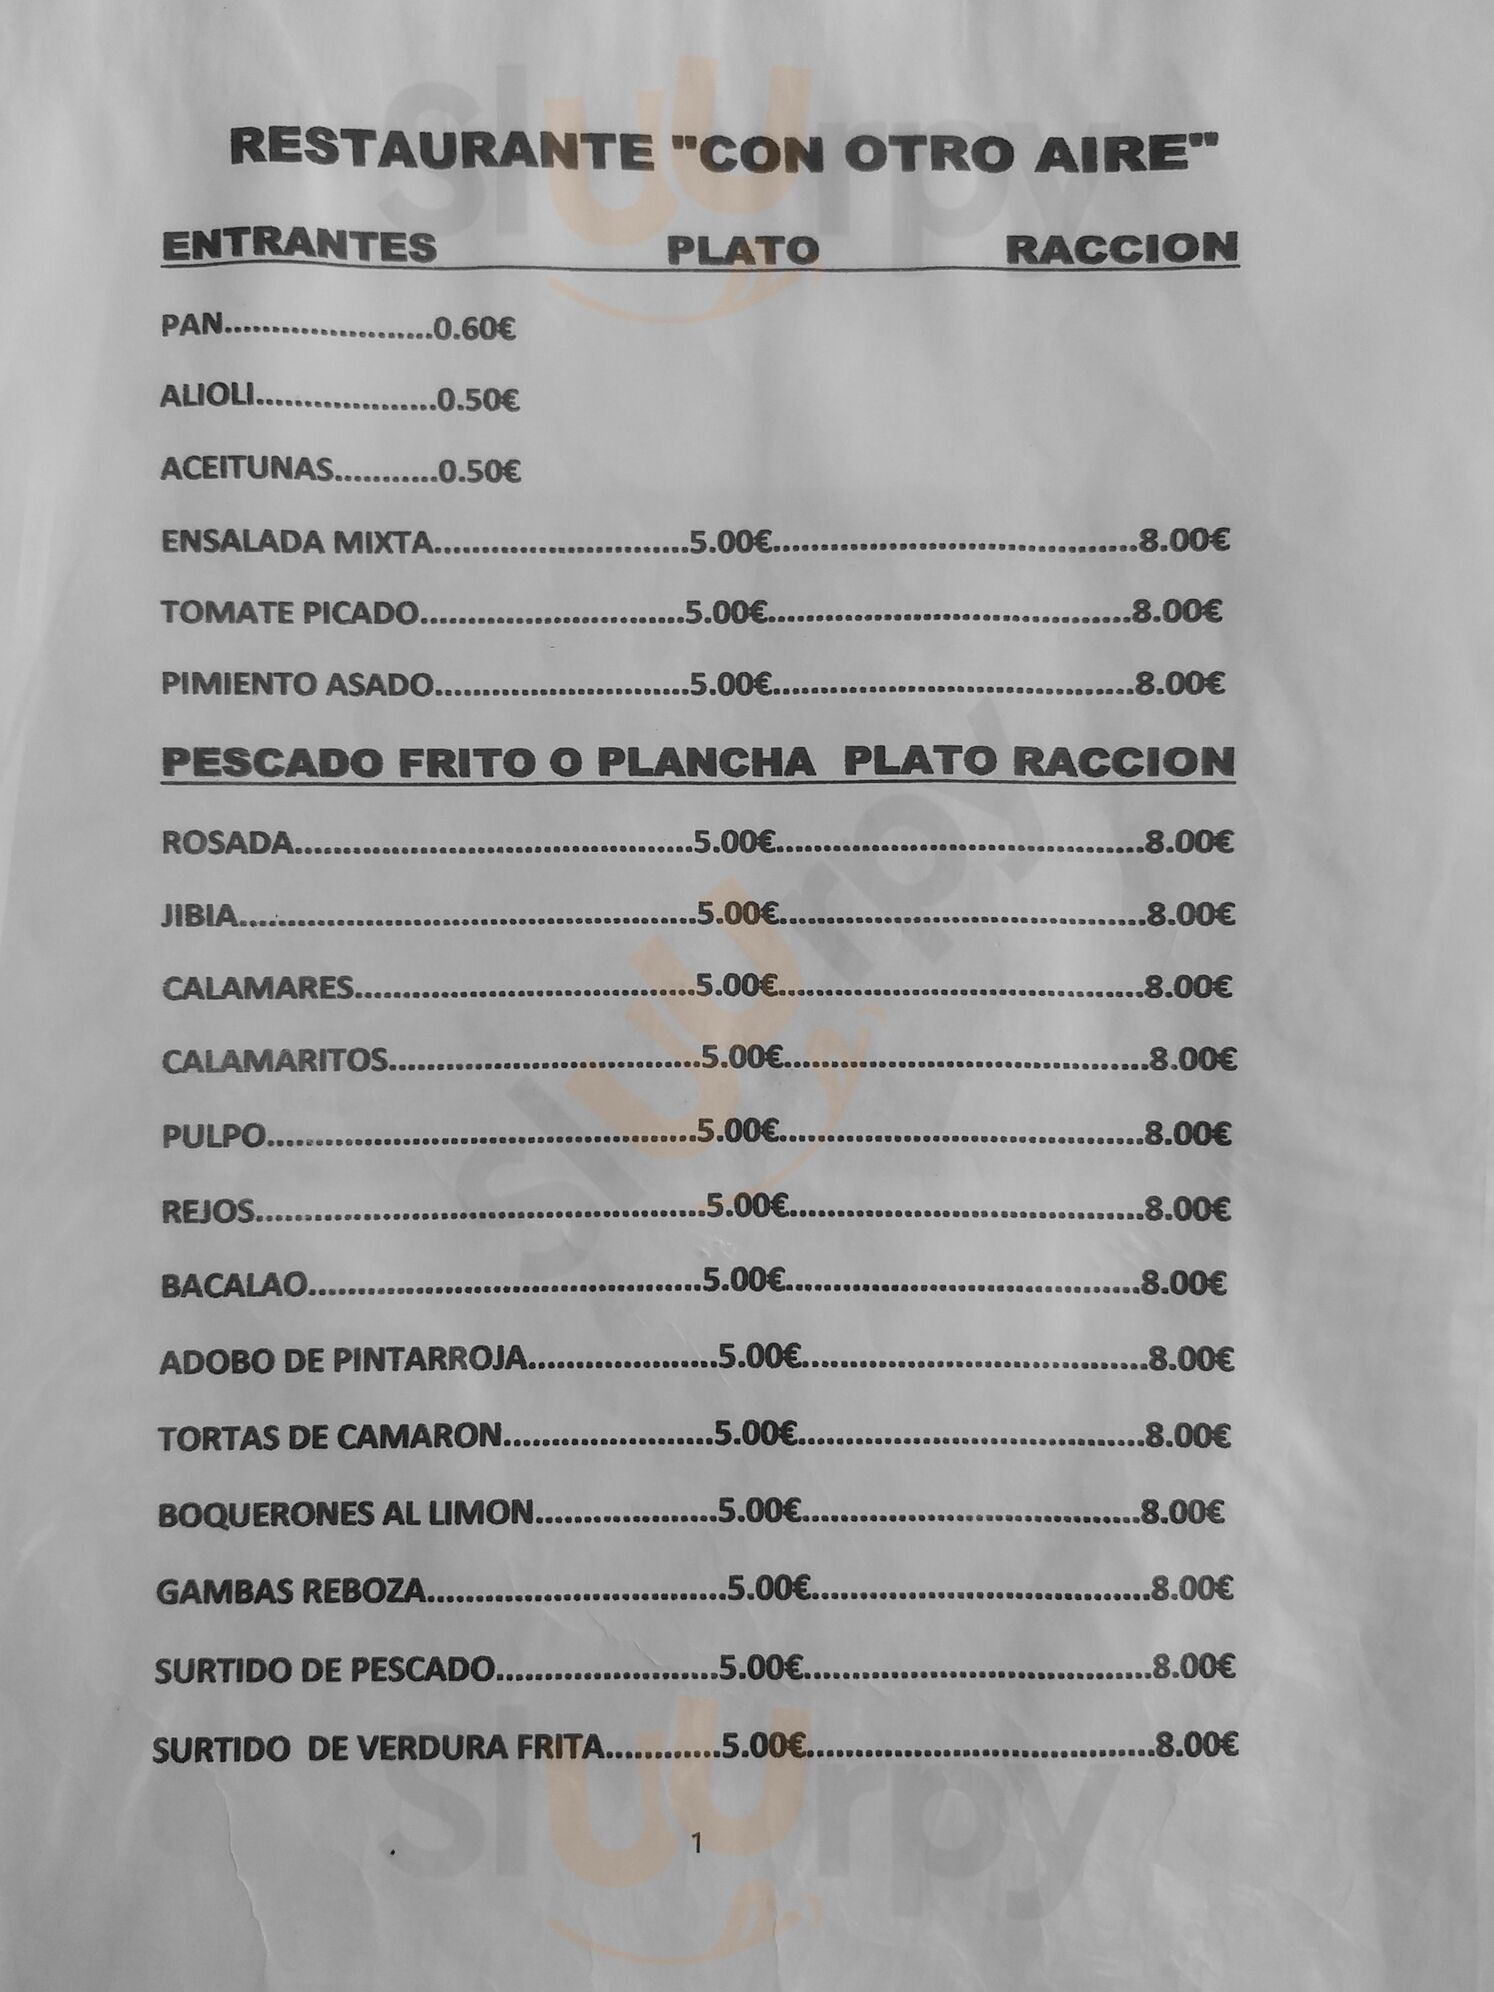 RESTAURANTE "CON OTRO AIRE"
ENTRANTES PLATO RACCION
PAN......................0.60€
ALIOLI...................0.50€
ACEITUNAS...........0.50€
ENSALADA MIXTA..........................5.00€......................................8.00€
TOMATE PICADO...........................5.00€......................................8.00€
PIMIENTO ASADO..........................5.00€......................................8.00€
PESCADO FRITO O PLANCHA PLATO RACCION
ROSADA.........................................5.00€......................................8.00€
JIBIA...............................................5.00€......................................8.00€
CALAMARES...................................5.00€......................................8.00€
CALAMARITOS................................5.00€......................................8.00€
PULPO............................................5.00€......................................8.00€
REJOS..............................................5.00€.....................................8.00€
BACALAO........................................5.00€.....................................8.00€
ADOBO DE PINTARROJA....................5.00€....................................8.00€
TORTAS DE CAMARON......................5.00€....................................8.00€
BOQUERONES AL LIMON...................5.00€...................................8.00€
GAMBAS REBOZA...............................5.00€...................................8.00€
SURTIDO DE PESCADO.......................5.00€....................................8.00€
SURTIDO DE VERDURA FRITA............5.00€....................................8.00€
Sluurpy
Sluurpy
Sluurpy
1